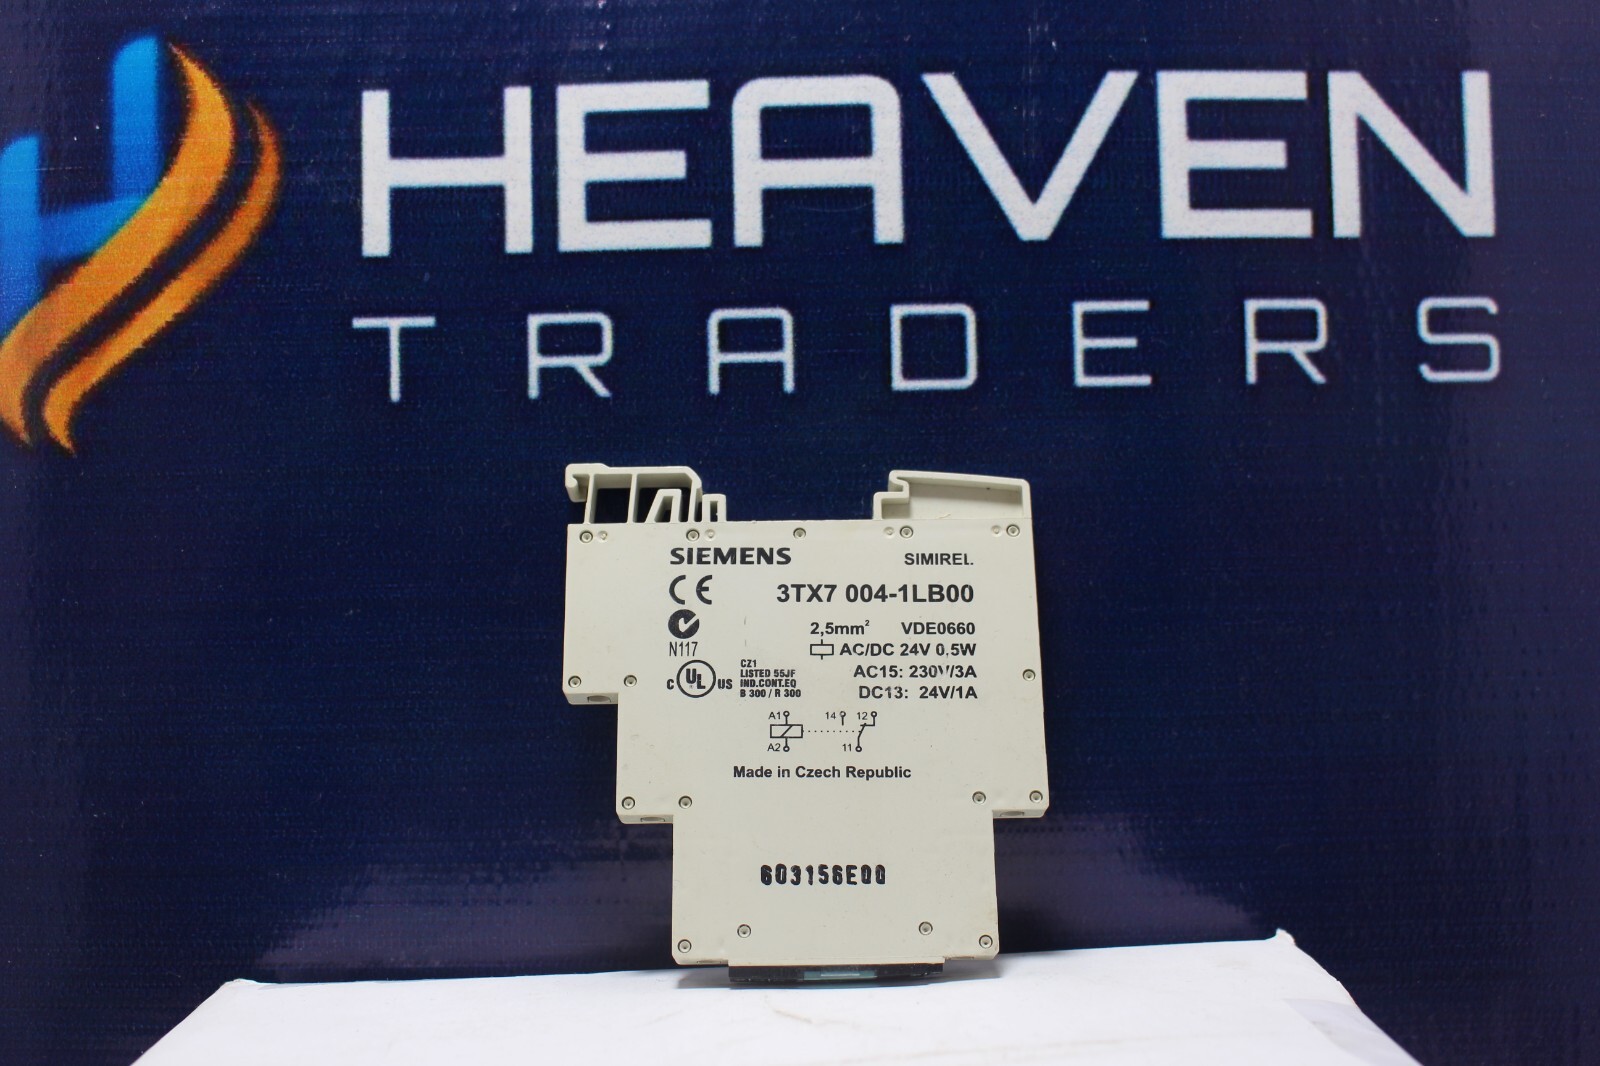 HEAVEN
TRADERS
SIEMENS SIMIREL
CE 3TX7 004-1LB00
2,5mm² VDE0660
N117 AC/DC 24V 0,5W
AC15: 230V/3A
DC13: 24V/1A
C UL US
CZ1
LISTED 55JF
IND.CONT.EQ
B 300 / R 300
A1 14 12
A2 11
Made in Czech Republic
603156E00